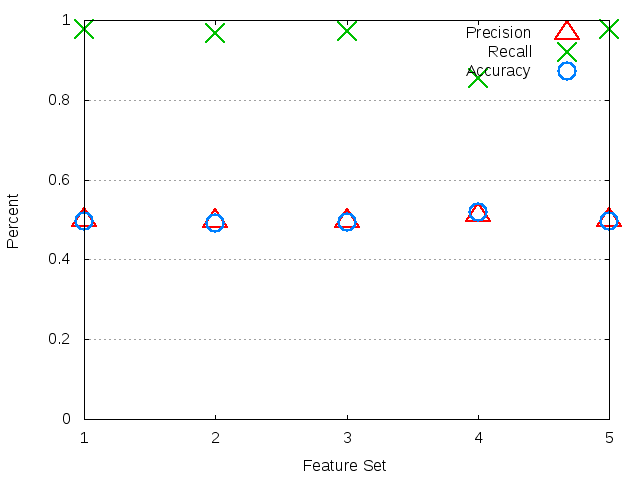 Precision
Recall
Accuracy
1
0.8
0.6
0.4
0.2
0
Percent
1 2 3 4 5
Feature Set